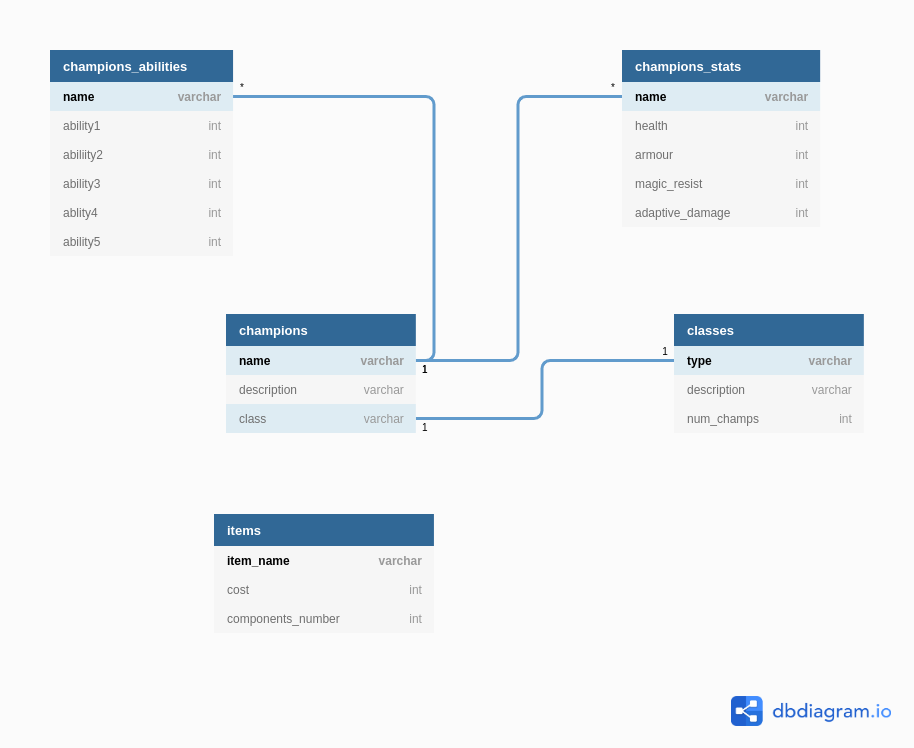 champions_abilities
name varchar
ability1 int
abiliity2 int
ability3 int
ablity4 int
ability5 int
*
champions_stats
name varchar
health int
armour int
magic_resist int
adaptive_damage int
*
champions
name varchar
description varchar
class varchar
1
1
classes
type varchar
description varchar
num_champs int
1
items
item_name varchar
cost int
components_number int
dbdiagram.io